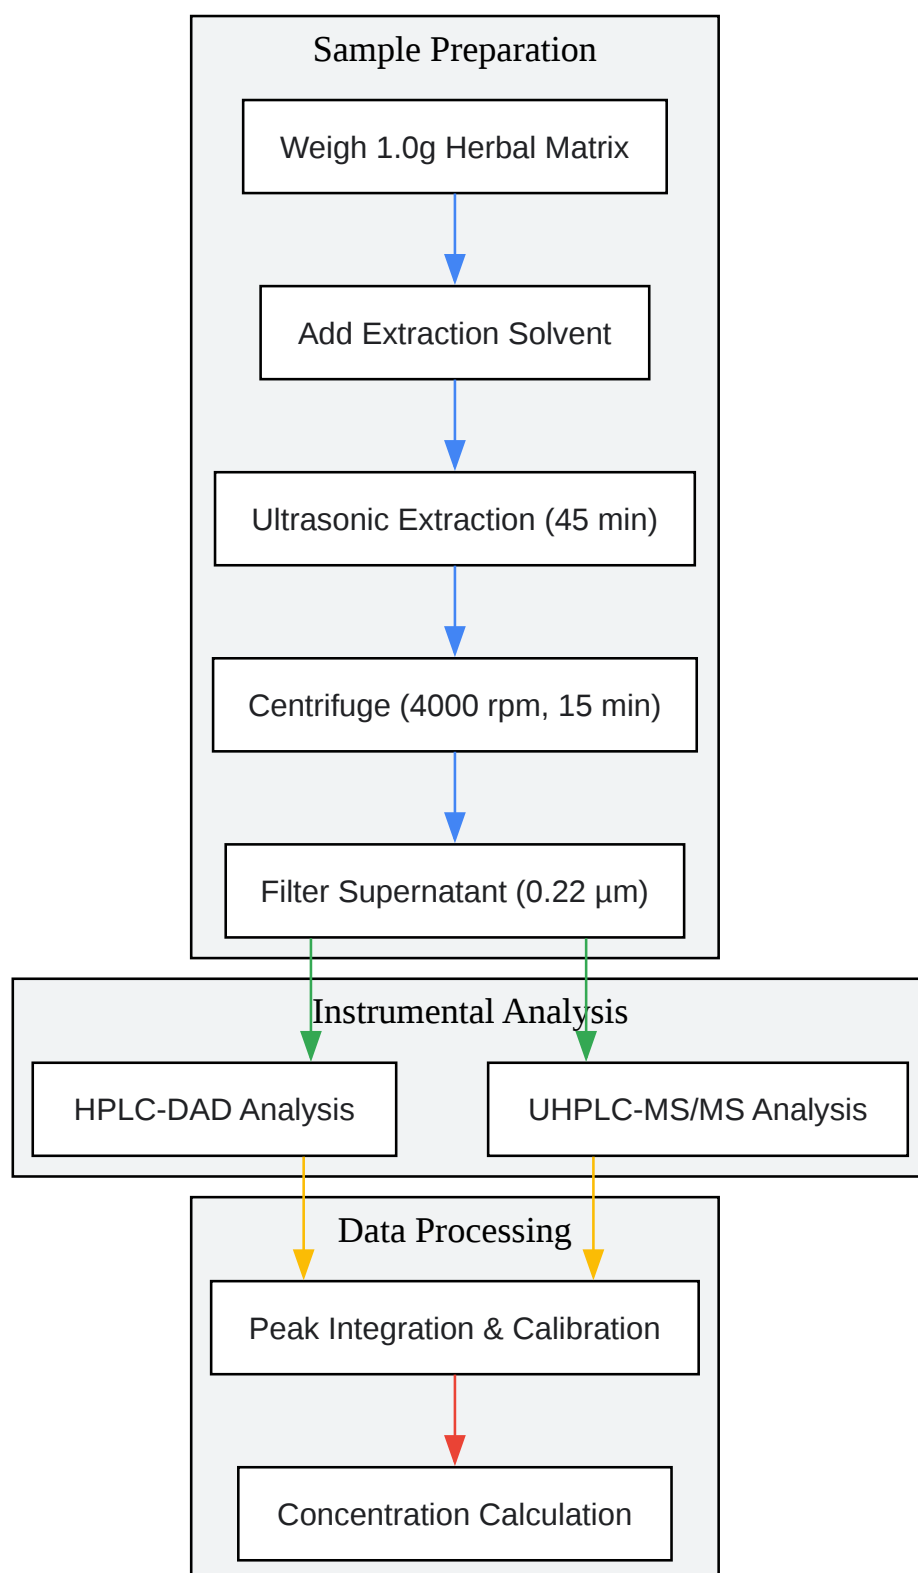 Sample Preparation
Weigh 1.0g Herbal Matrix
Add Extraction Solvent
Ultrasonic Extraction (45 min)
Centrifuge (4000 rpm, 15 min)
Filter Supernatant (0.22 µm)
Instrumental Analysis
HPLC-DAD Analysis
UHPLC-MS/MS Analysis
Data Processing
Peak Integration & Calibration
Concentration Calculation